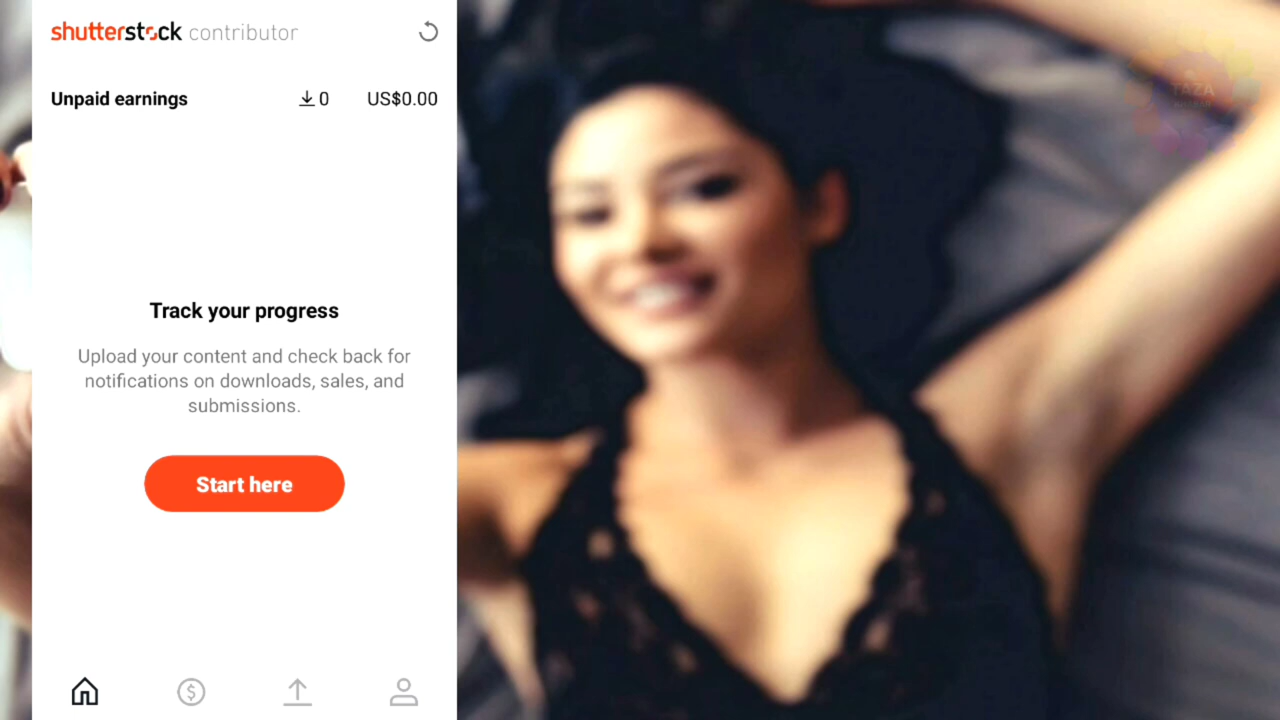 shutterstock contributor
Unpaid earnings 0 US$0.00
Track your progress
Upload your content and check back for
notifications on downloads, sales, and
submissions.
Start here
TAZA